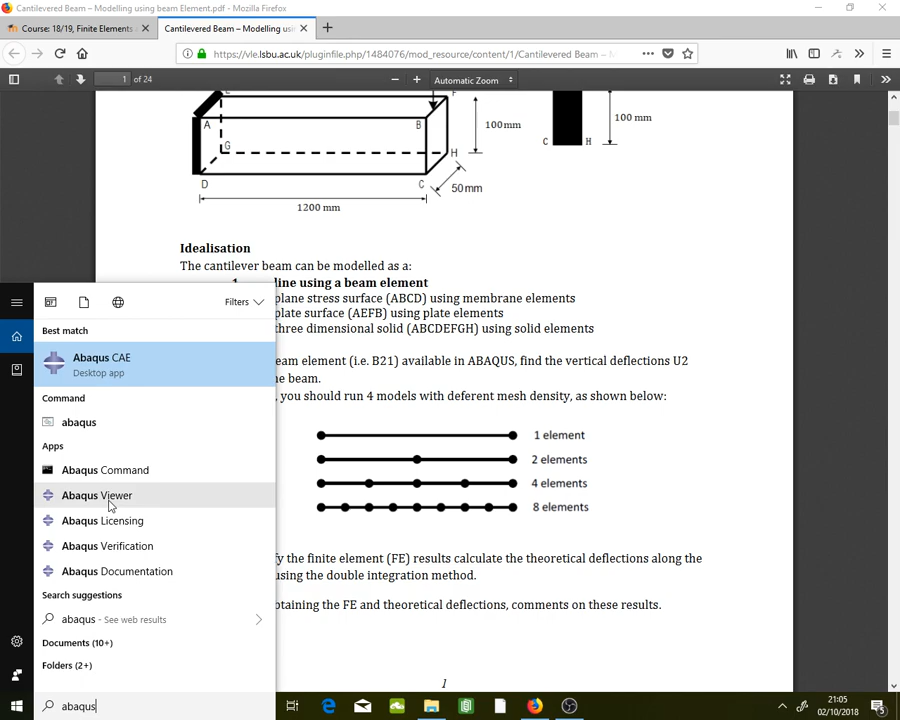 Cantilevered Beam – Modelling using beam Element.pdf - Mozilla Firefox
Course: 18/19, Finite Elements a
Cantilevered Beam – Modelling usi
https://vle.lsbu.ac.uk/pluginfile.php/1484076/mod_resource/content/1/Cantilevered Beam –
1 of 24
Automatic Zoom
F
A
B
100 mm
100 mm
G
H
C
H
D
C
50 mm
1200 mm
Idealisation
The cantilever beam can be modelled as a:
1
line using a beam element
plane stress surface (ABCD) using membrane elements
plate surface (AEFB) using plate elements
three dimensional solid (ABCDEFGH) using solid elements
eam element (i.e. B21) available in ABAQUS, find the vertical deflections U2
he beam.
, you should run 4 models with deferent mesh density, as shown below:
1 element
2 elements
4 elements
8 elements
fy the finite element (FE) results calculate the theoretical deflections along the
using the double integration method.
btaining the FE and theoretical deflections, comments on these results.
1
Filters
Best match
Abaqus CAE
Desktop app
Command
abaqus
Apps
Abaqus Command
Abaqus Viewer
Abaqus Licensing
Abaqus Verification
Abaqus Documentation
Search suggestions
abaqus - See web results
Documents (10+)
Folders (2+)
abaqus
21:05
02/10/2018
5